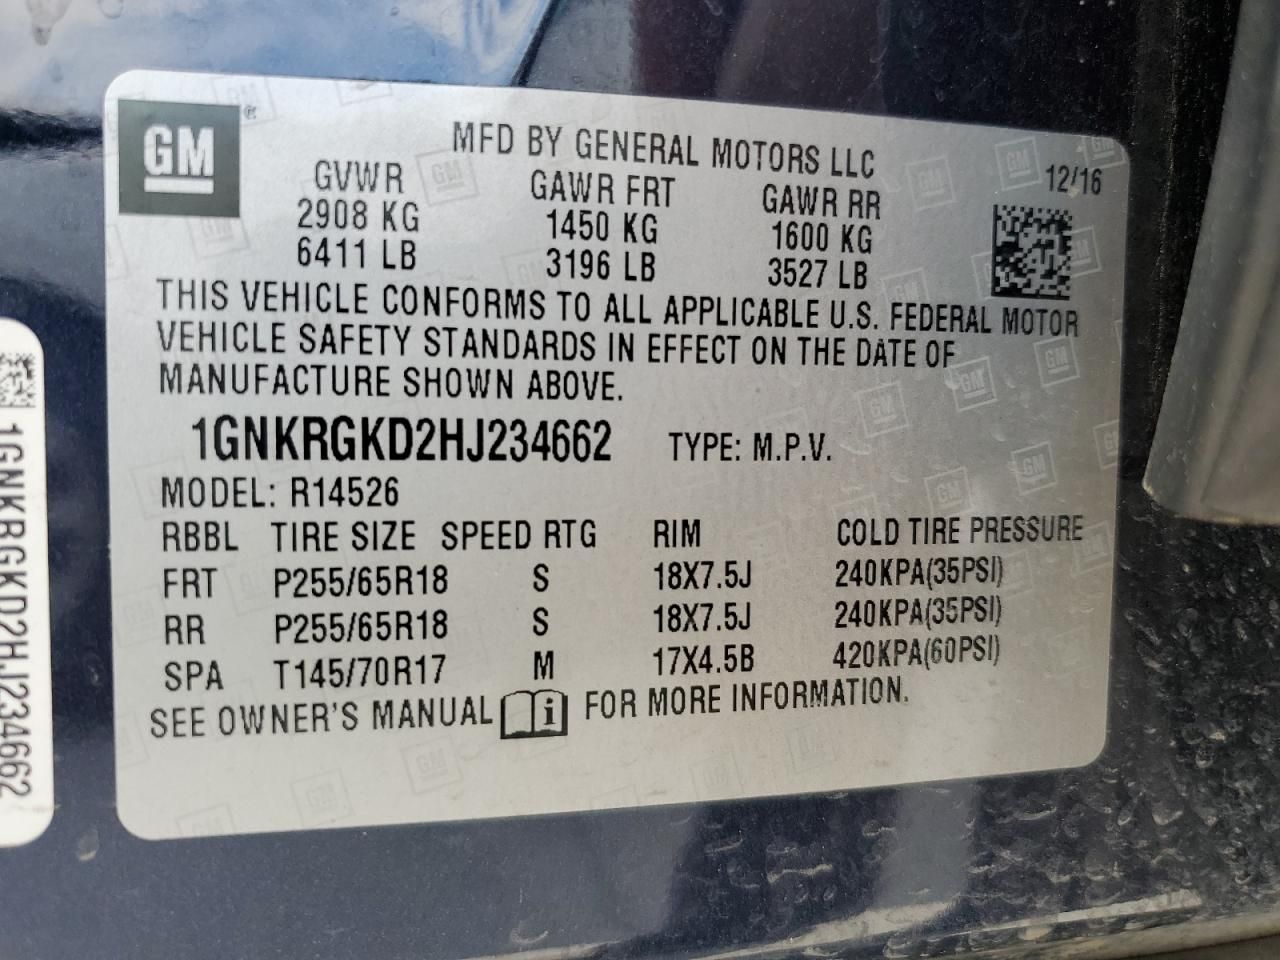 GM
®
MFD BY GENERAL MOTORS LLC
12/16
GVWR GAWR FRT GAWR RR
2908 KG 1450 KG 1600 KG
6411 LB 3196 LB 3527 LB
THIS VEHICLE CONFORMS TO ALL APPLICABLE U.S. FEDERAL MOTOR
VEHICLE SAFETY STANDARDS IN EFFECT ON THE DATE OF
MANUFACTURE SHOWN ABOVE.
1GNKRGKD2HJ234662 TYPE: M.P.V.
MODEL: R14526
RBBL TIRE SIZE SPEED RTG RIM COLD TIRE PRESSURE
FRT P255/65R18 S 18X7.5J 240KPA(35PSI)
RR P255/65R18 S 18X7.5J 240KPA(35PSI)
SPA T145/70R17 M 17X4.5B 420KPA(60PSI)
SEE OWNER'S MANUAL i FOR MORE INFORMATION.
1GNKRGKD2HJ234662